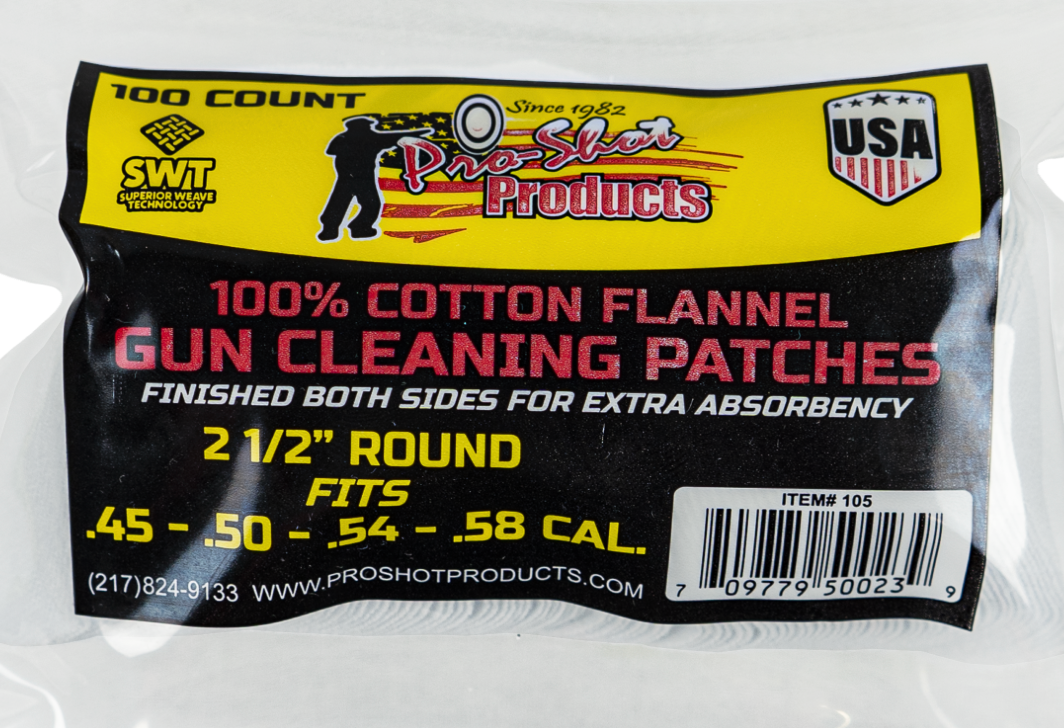 100 COUNT
SWT
SUPERIOR WEAVE
TECHNOLOGY
Since 1982
Pro-Shot
Products
USA
100% COTTON FLANNEL
GUN CLEANING PATCHES
FINISHED BOTH SIDES FOR EXTRA ABSORBENCY
2 1/2” ROUND
FITS
.45 – .50 – .54 – .58 CAL.
(217)824-9133 WWW.PROSHOTPRODUCTS.COM
ITEM# 105
7 09779 50023 9